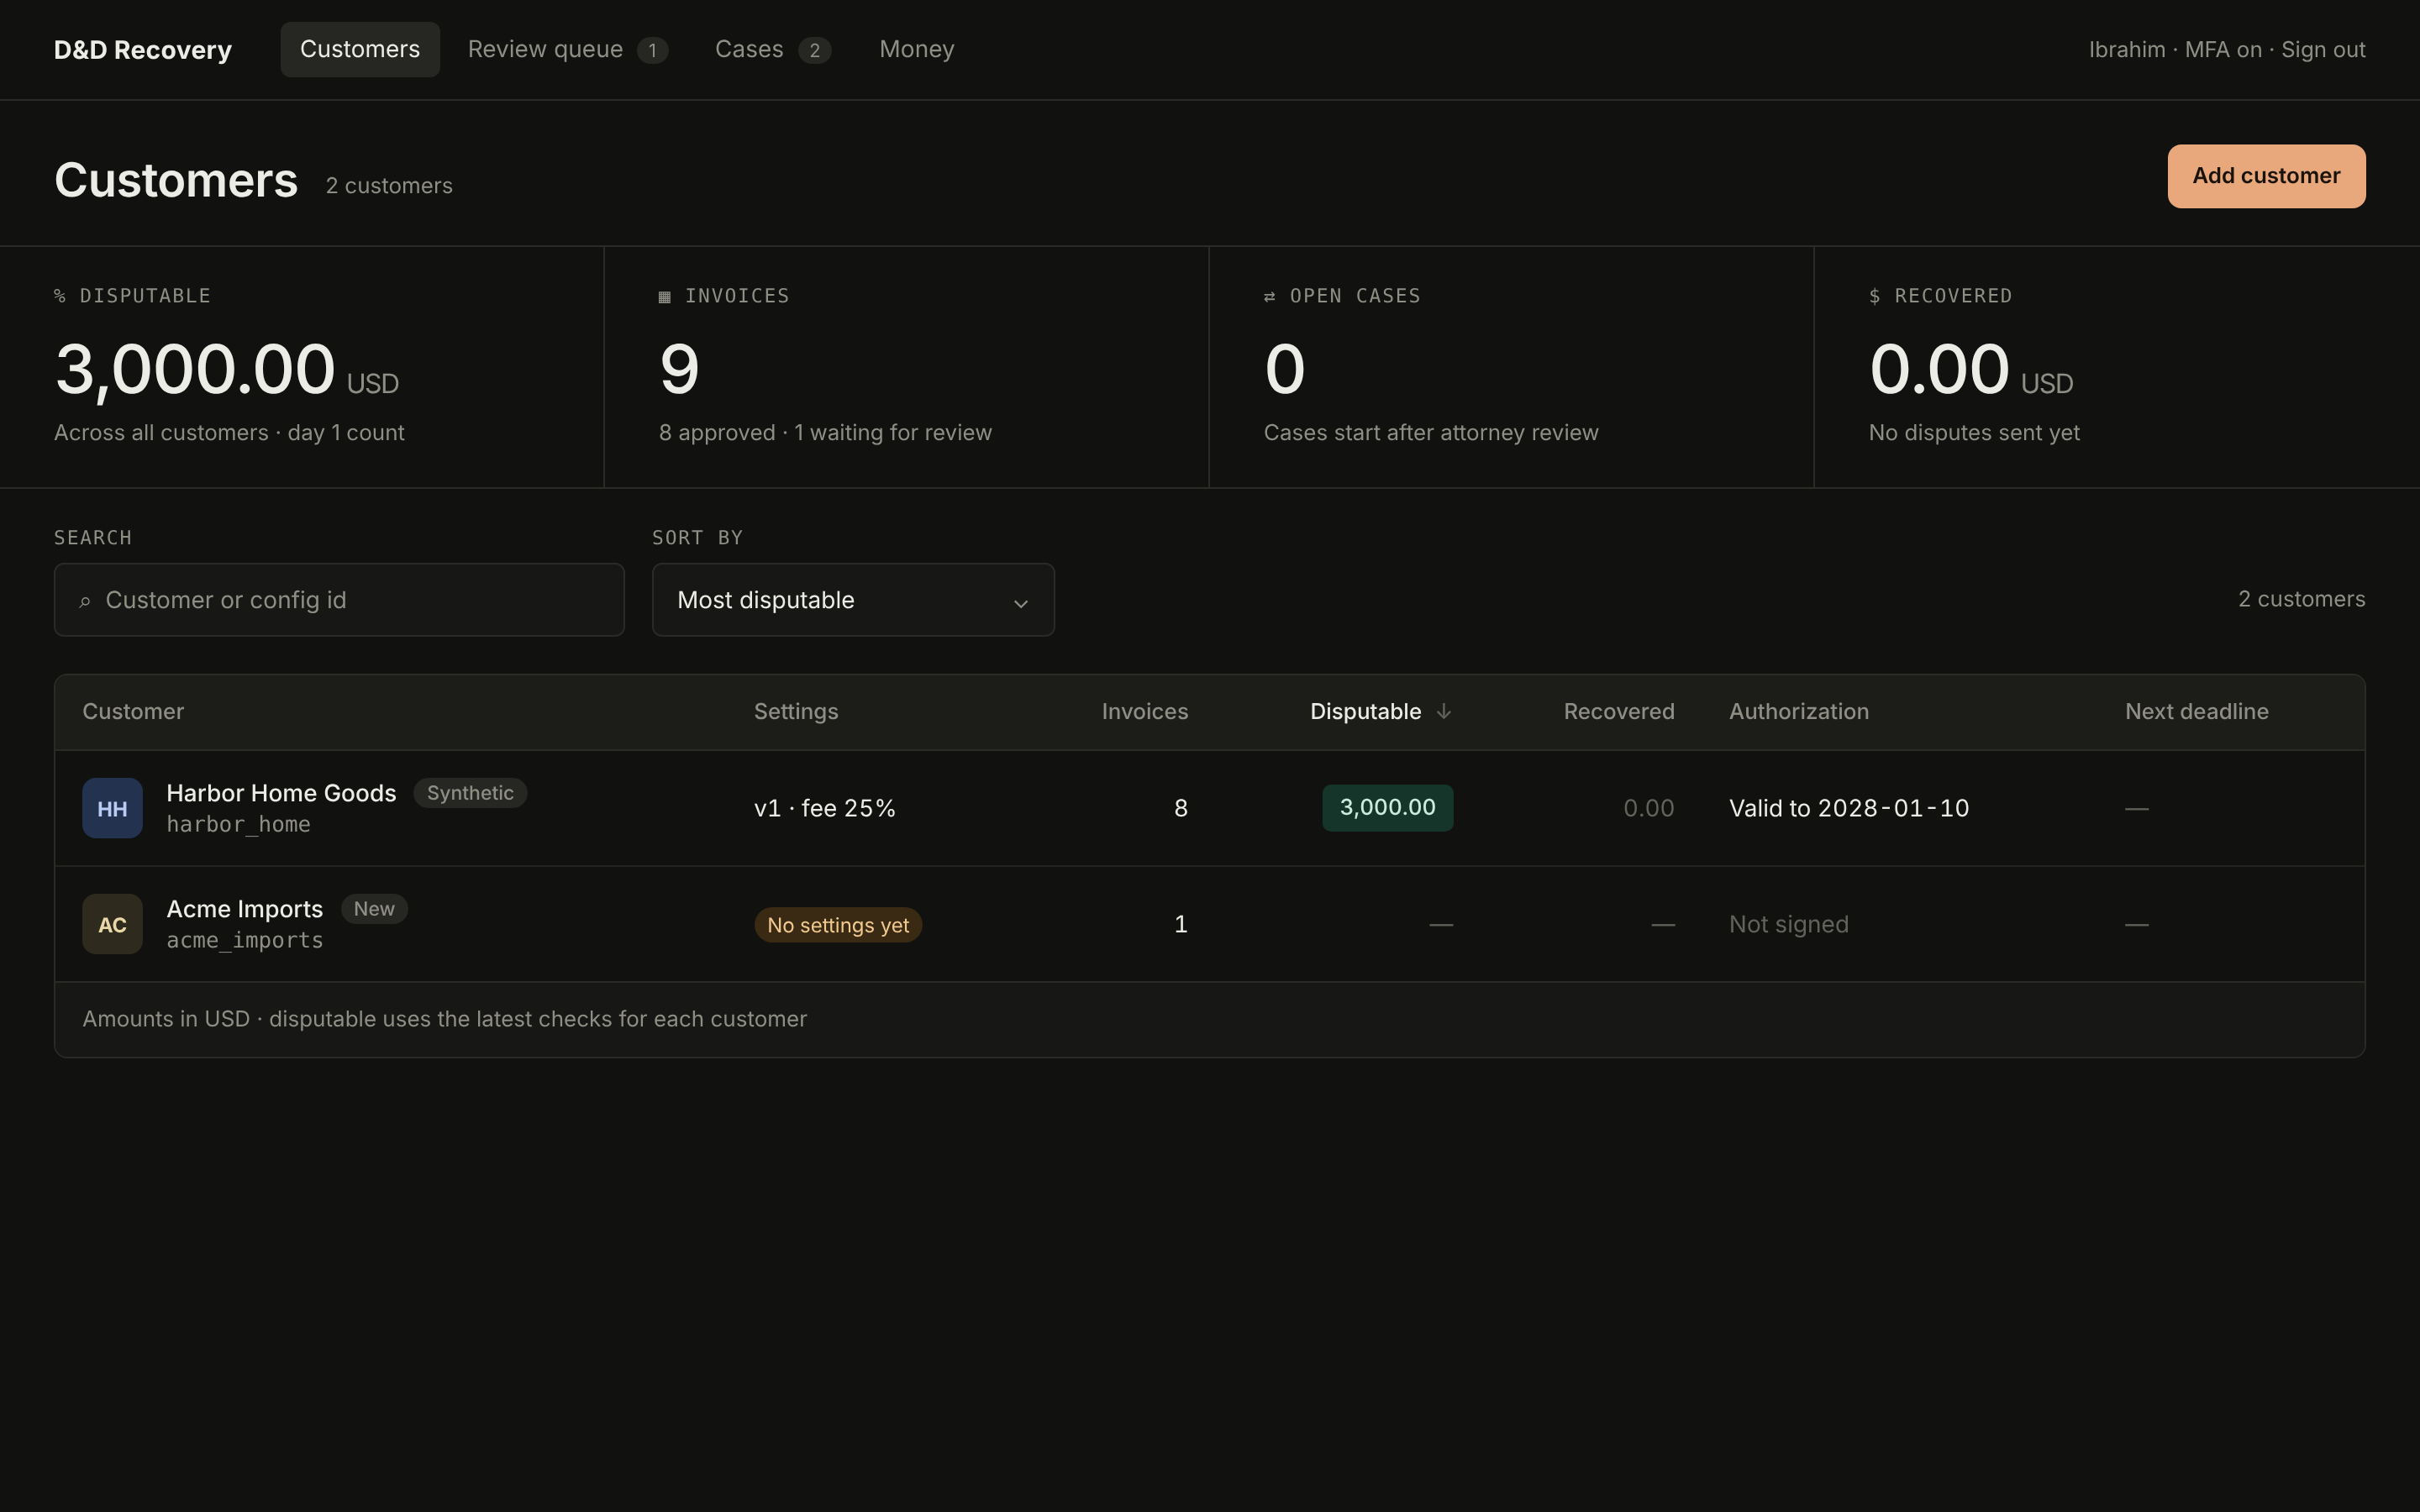 D&D Recovery Customers Review queue 1 Cases 2 Money Ibrahim · MFA on · Sign out
Customers 2 customers Add customer
% DISPUTABLE
3,000.00 USD
Across all customers · day 1 count
▦ INVOICES
9
8 approved · 1 waiting for review
⇄ OPEN CASES
0
Cases start after attorney review
$ RECOVERED
0.00 USD
No disputes sent yet
SEARCH
⌕ Customer or config id
SORT BY
Most disputable
2 customers
Customer Settings Invoices Disputable ↓ Recovered Authorization Next deadline
HH Harbor Home Goods Synthetic
harbor_home
v1 · fee 25% 8 3,000.00 0.00 Valid to 2028-01-10 —
AC Acme Imports New
acme_imports
No settings yet 1 — — Not signed —
Amounts in USD · disputable uses the latest checks for each customer